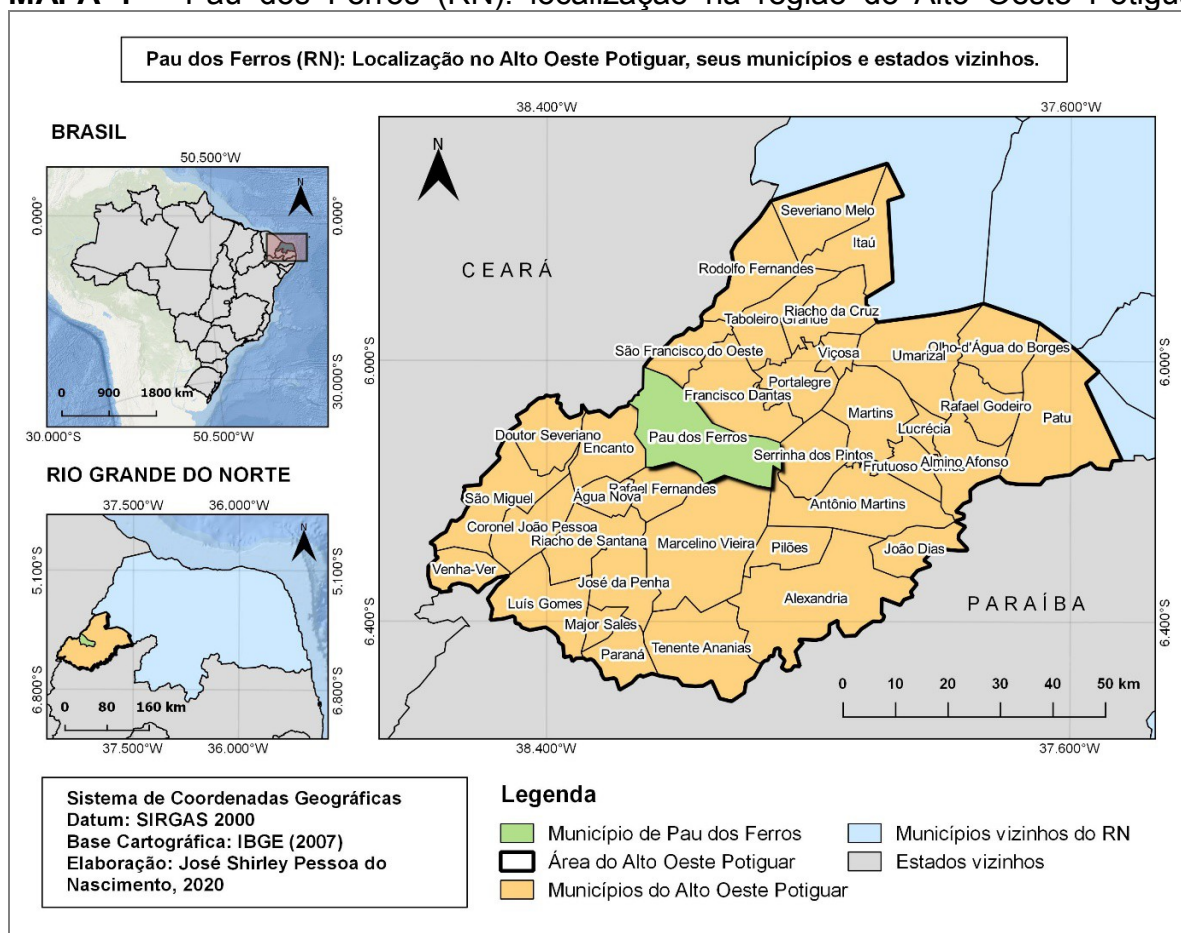 MAPA 1 – Pau dos Ferros (RN): localização na região do Alto Oeste Potiguar
Pau dos Ferros (RN): Localização no Alto Oeste Potiguar, seus municípios e estados vizinhos.
BRASIL
50.500°W
0.000°
0.000°
30.000°S
0 900 1800 km
30.000°W
50.500°W
RIO GRANDE DO NORTE
37.500°W
36.000°W
N
5.100°S
5.100°S
6.800°S
6.800°S
0 80 160 km
37.500°W
36.000°W
38.400°W
37.600°W
N
CEARÁ
Severiano Melo
Itaú
Rodolfo Fernandes
Riacho da Cruz
Taboleiro Grande
São Francisco do Oeste
Viçosa
Umarizal
Olho-d'Água do Borges
6.000°S
6.000°S
Portalegre
Francisco Dantas
Martins
Rafael Godeiro
Patu
Lucrécia
Doutor Severiano
Encanto
Pau dos Ferros
Serrinha dos Pintos
Frutuoso Gomes
Almino Afonso
São Miguel
Água Nova
Rafael Fernandes
Antônio Martins
Coronel João Pessoa
Riacho de Santana
Marcelino Vieira
Pilões
João Dias
Venha-Ver
José da Penha
Luís Gomes
Alexandria
PARAÍBA
Major Sales
6.400°S
6.400°S
Paraná
Tenente Ananias
0 10 20 30 40 50 km
38.400°W
37.600°W
Sistema de Coordenadas Geográficas
Datum: SIRGAS 2000
Base Cartográfica: IBGE (2007)
Elaboração: José Shirley Pessoa do
Nascimento, 2020
Legenda
Município de Pau dos Ferros
Área do Alto Oeste Potiguar
Municípios do Alto Oeste Potiguar
Municípios vizinhos do RN
Estados vizinhos